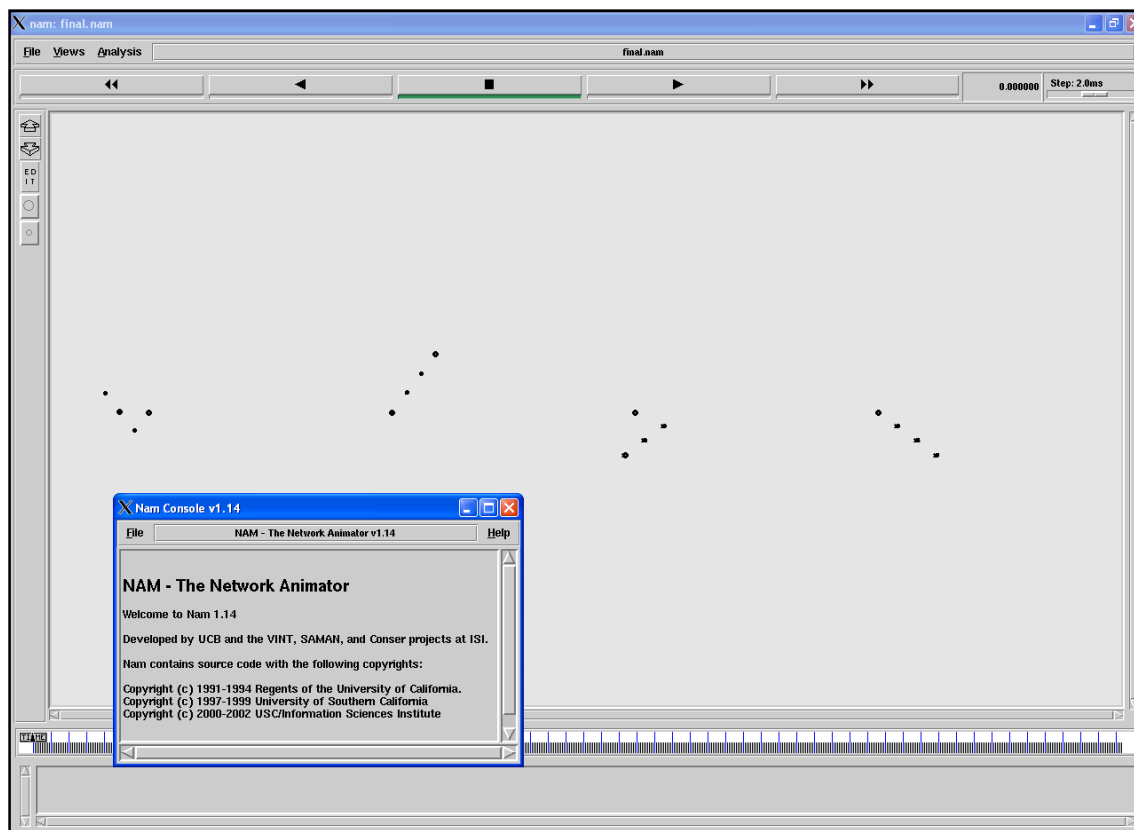 nam: final.nam
File Views Analysis final.nam
0.000000 Step: 2.0ms
ED
IT
Nam Console v1.14
File NAM - The Network Animator v1.14 Help
NAM - The Network Animator
Welcome to Nam 1.14
Developed by UCB and the VINT, SAMAN, and Conser projects at ISI.
Nam contains source code with the following copyrights:
Copyright (c) 1991-1994 Regents of the University of California.
Copyright (c) 1997-1999 University of Southern California
Copyright (c) 2000-2002 USC/Information Sciences Institute
TIME